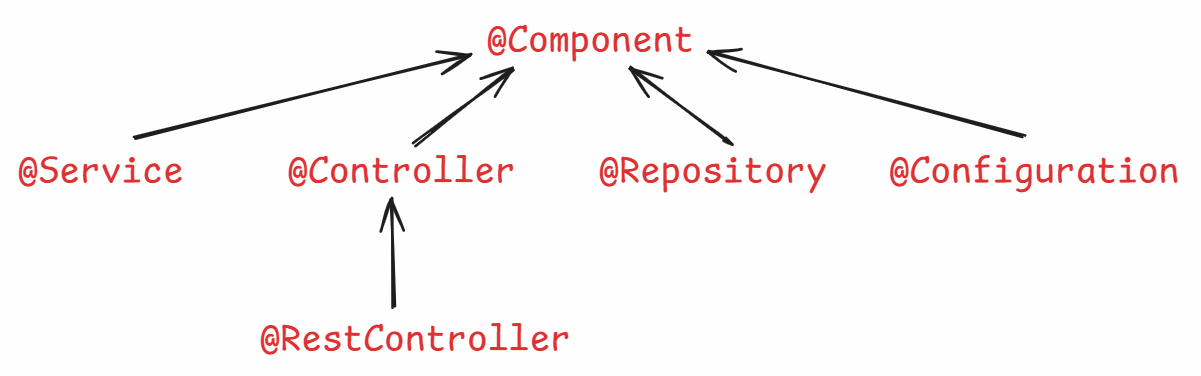 @Component
@Service @Controller @Repository @Configuration
@RestController